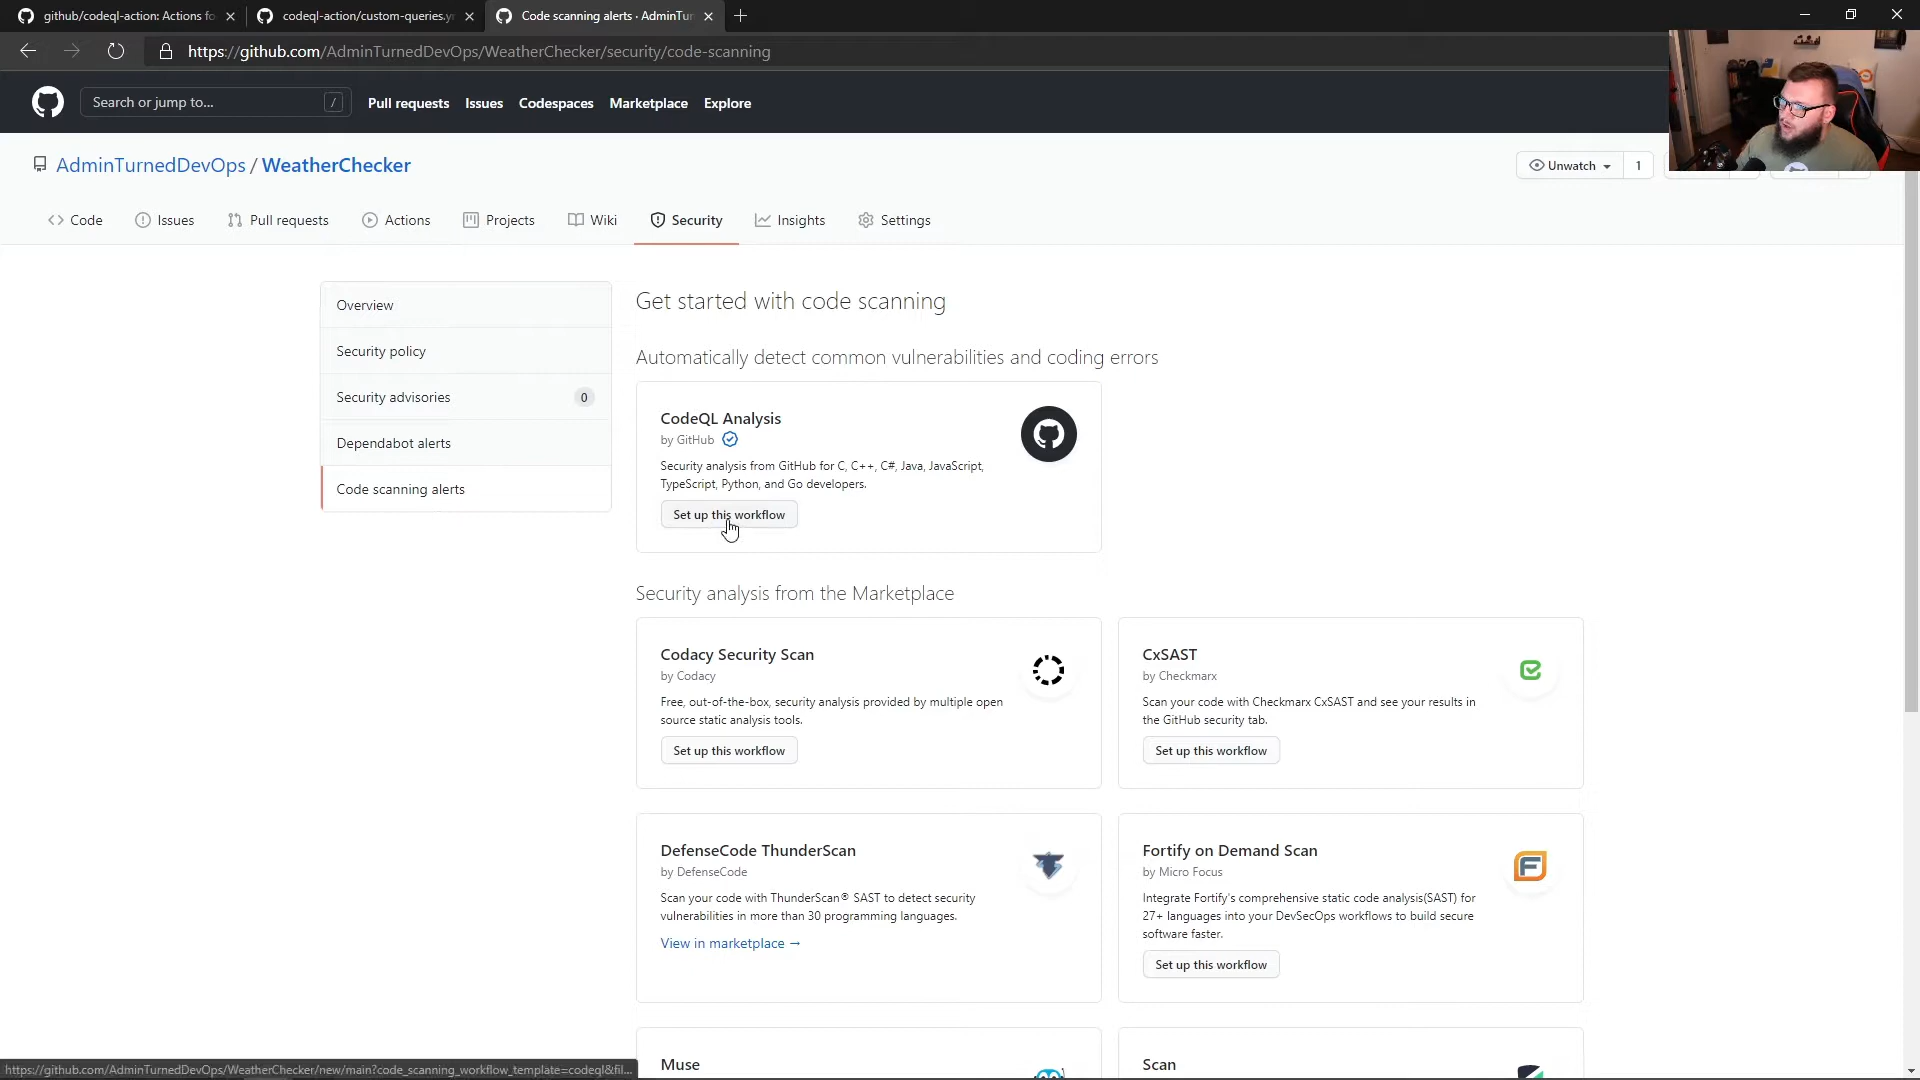 github/codeql-action: Actions fo
codeql-action/custom-queries.y
Code scanning alerts · AdminTur
https://github.com/AdminTurnedDevOps/WeatherChecker/security/code-scanning
Search or jump to... /
Pull requests
Issues
Codespaces
Marketplace
Explore
AdminTurnedDevOps / WeatherChecker
Unwatch 1
Code
Issues
Pull requests
Actions
Projects
Wiki
Security
Insights
Settings
Overview
Security policy
Security advisories 0
Dependabot alerts
Code scanning alerts
Get started with code scanning
Automatically detect common vulnerabilities and coding errors
CodeQL Analysis
by GitHub
Security analysis from GitHub for C, C++, C#, Java, JavaScript,
TypeScript, Python, and Go developers.
Set up this workflow
Security analysis from the Marketplace
Codacy Security Scan
by Codacy
Free, out-of-the-box, security analysis provided by multiple open
source static analysis tools.
Set up this workflow
CxSAST
by Checkmarx
Scan your code with Checkmarx CxSAST and see your results in
the GitHub security tab.
Set up this workflow
DefenseCode ThunderScan
by DefenseCode
Scan your code with ThunderScan® SAST to detect security
vulnerabilities in more than 30 programming languages.
View in marketplace →
Fortify on Demand Scan
by Micro Focus
Integrate Fortify's comprehensive static code analysis(SAST) for
27+ languages into your DevSecOps workflows to build secure
software faster.
Set up this workflow
Muse
Scan
https://github.com/AdminTurnedDevOps/WeatherChecker/new/main?code_scanning_workflow_template=codeql&fil...